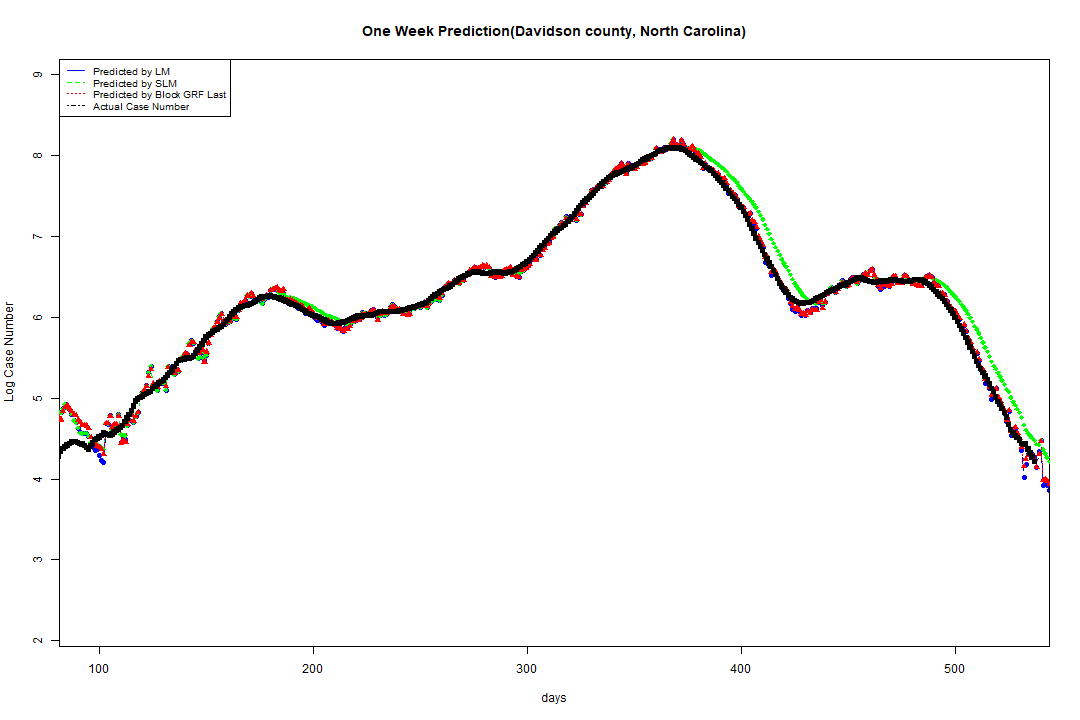 One Week Prediction(Davidson county, North Carolina)
Predicted by LM
Predicted by SLM
Predicted by Block GRF Last
Actual Case Number
9
8
7
6
5
4
3
2
Log Case Number
100 200 300 400 500
days